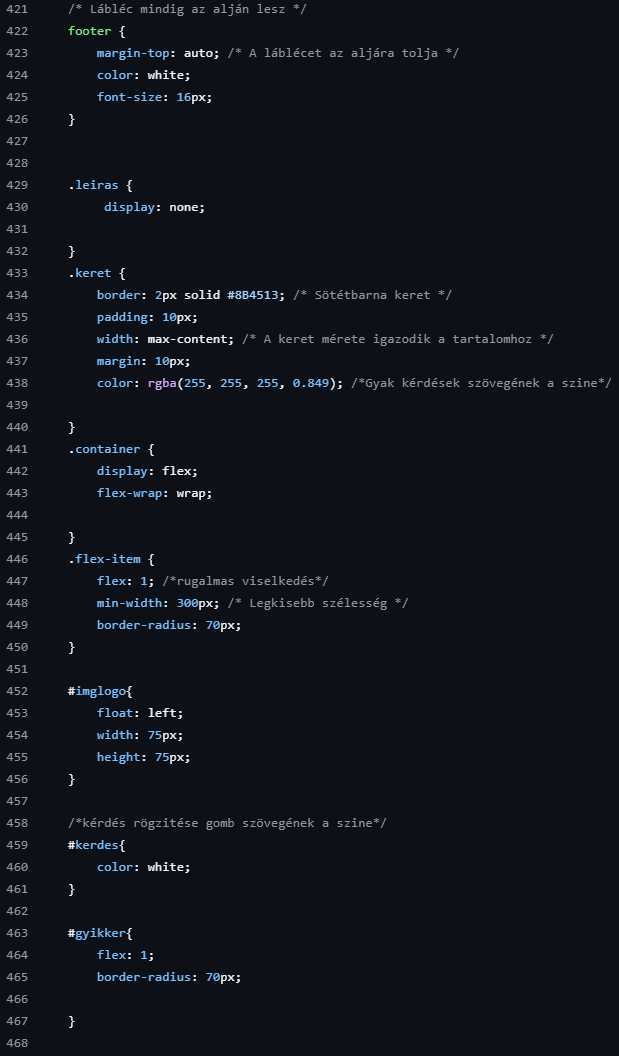 421 /* Lábléc mindig az alján lesz */
422 footer {
423 margin-top: auto; /* A láblécet az aljára tolja */
424 color: white;
425 font-size: 16px;
426 }
427
428
429 .leiras {
430 display: none;
431
432 }
433 .keret {
434 border: 2px solid #8B4513; /* Sötétbarna keret */
435 padding: 10px;
436 width: max-content; /* A keret mérete igazodik a tartalomhoz */
437 margin: 10px;
438 color: rgba(255, 255, 255, 0.849); /*Gyak kérdések szövegének a szine*/
439
440 }
441 .container {
442 display: flex;
443 flex-wrap: wrap;
444
445 }
446 .flex-item {
447 flex: 1; /*rugalmas viselkedés*/
448 min-width: 300px; /* Legkisebb szélesség */
449 border-radius: 70px;
450 }
451
452 #imglogo{
453 float: left;
454 width: 75px;
455 height: 75px;
456 }
457
458 /*kérdés rögzitése gomb szövegének a szine*/
459 #kerdes{
460 color: white;
461 }
462
463 #gyikker{
464 flex: 1;
465 border-radius: 70px;
466
467 }
468